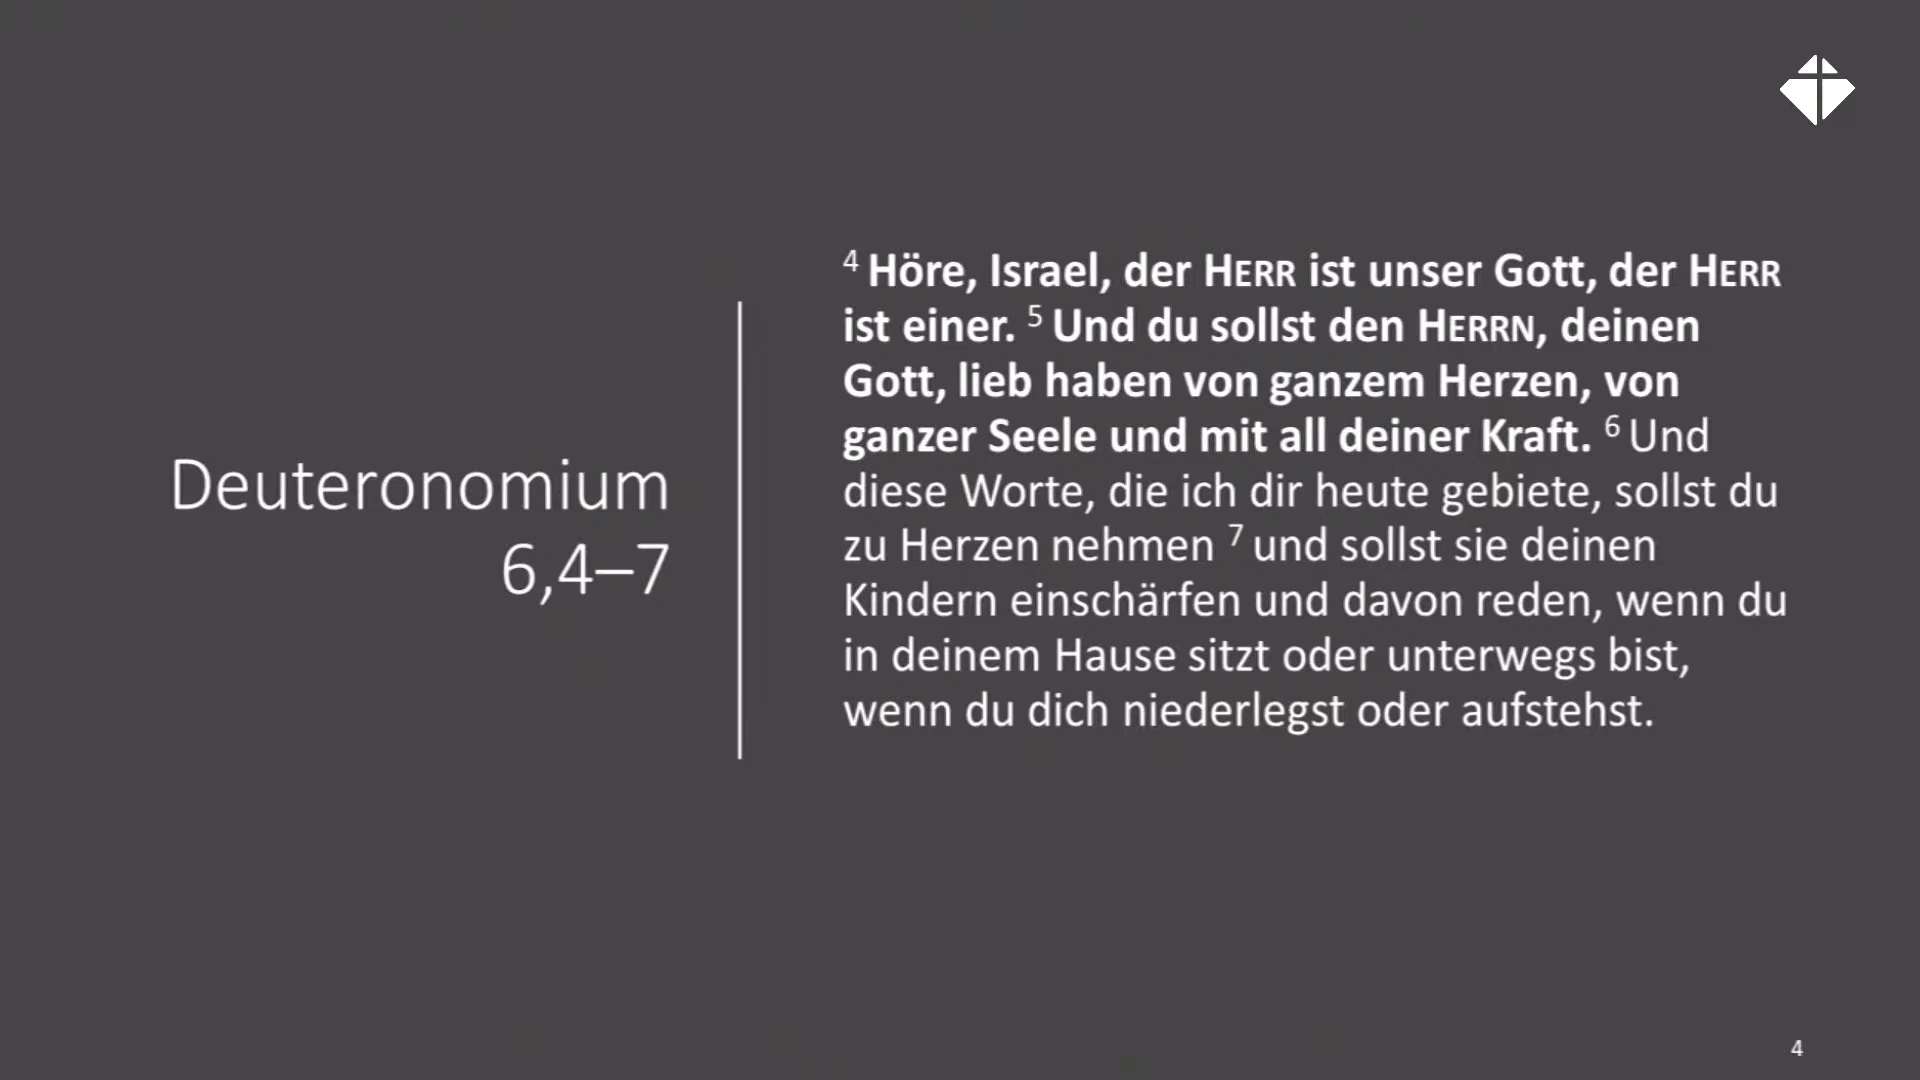 Deuteronomium
6,4–7
⁴ Höre, Israel, der HERR ist unser Gott, der HERR
ist einer. ⁵ Und du sollst den HERRN, deinen
Gott, lieb haben von ganzem Herzen, von
ganzer Seele und mit all deiner Kraft. ⁶ Und
diese Worte, die ich dir heute gebiete, sollst du
zu Herzen nehmen ⁷ und sollst sie deinen
Kindern einschärfen und davon reden, wenn du
in deinem Hause sitzt oder unterwegs bist,
wenn du dich niederlegst oder aufstehst.
4